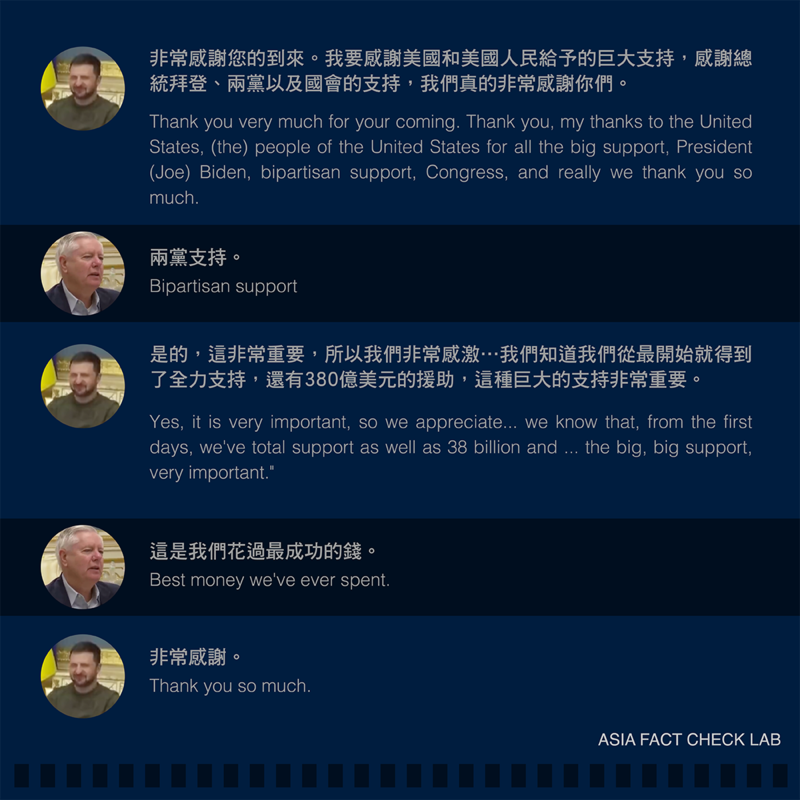 非常感謝您的到來。我要感謝美國和美國人民給予的巨大支持，感謝總
統拜登、兩黨以及國會的支持，我們真的非常感謝你們。
Thank you very much for your coming. Thank you, my thanks to the United
States, (the) people of the United States for all the big support, President
(Joe) Biden, bipartisan support, Congress, and really we thank you so
much.
兩黨支持。
Bipartisan support
是的，這非常重要，所以我們非常感激⋯我們知道我們從最開始就得到
了全力支持，還有380億美元的援助，這種巨大的支持非常重要。
Yes, it is very important, so we appreciate... we know that, from the first
days, we've total support as well as 38 billion and ... the big, big support,
very important."
這是我們花過最成功的錢。
Best money we've ever spent.
非常感謝。
Thank you so much.
ASIA FACT CHECK LAB